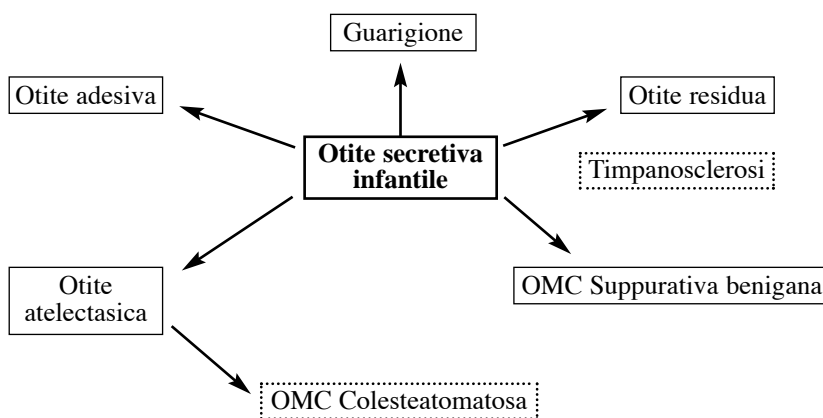 Guarigione
Otite adesiva
Otite residua
Otite secretiva
infantile
Timpanosclerosi
Otite
atelectasica
OMC Suppurativa benigana
OMC Colesteatomatosa